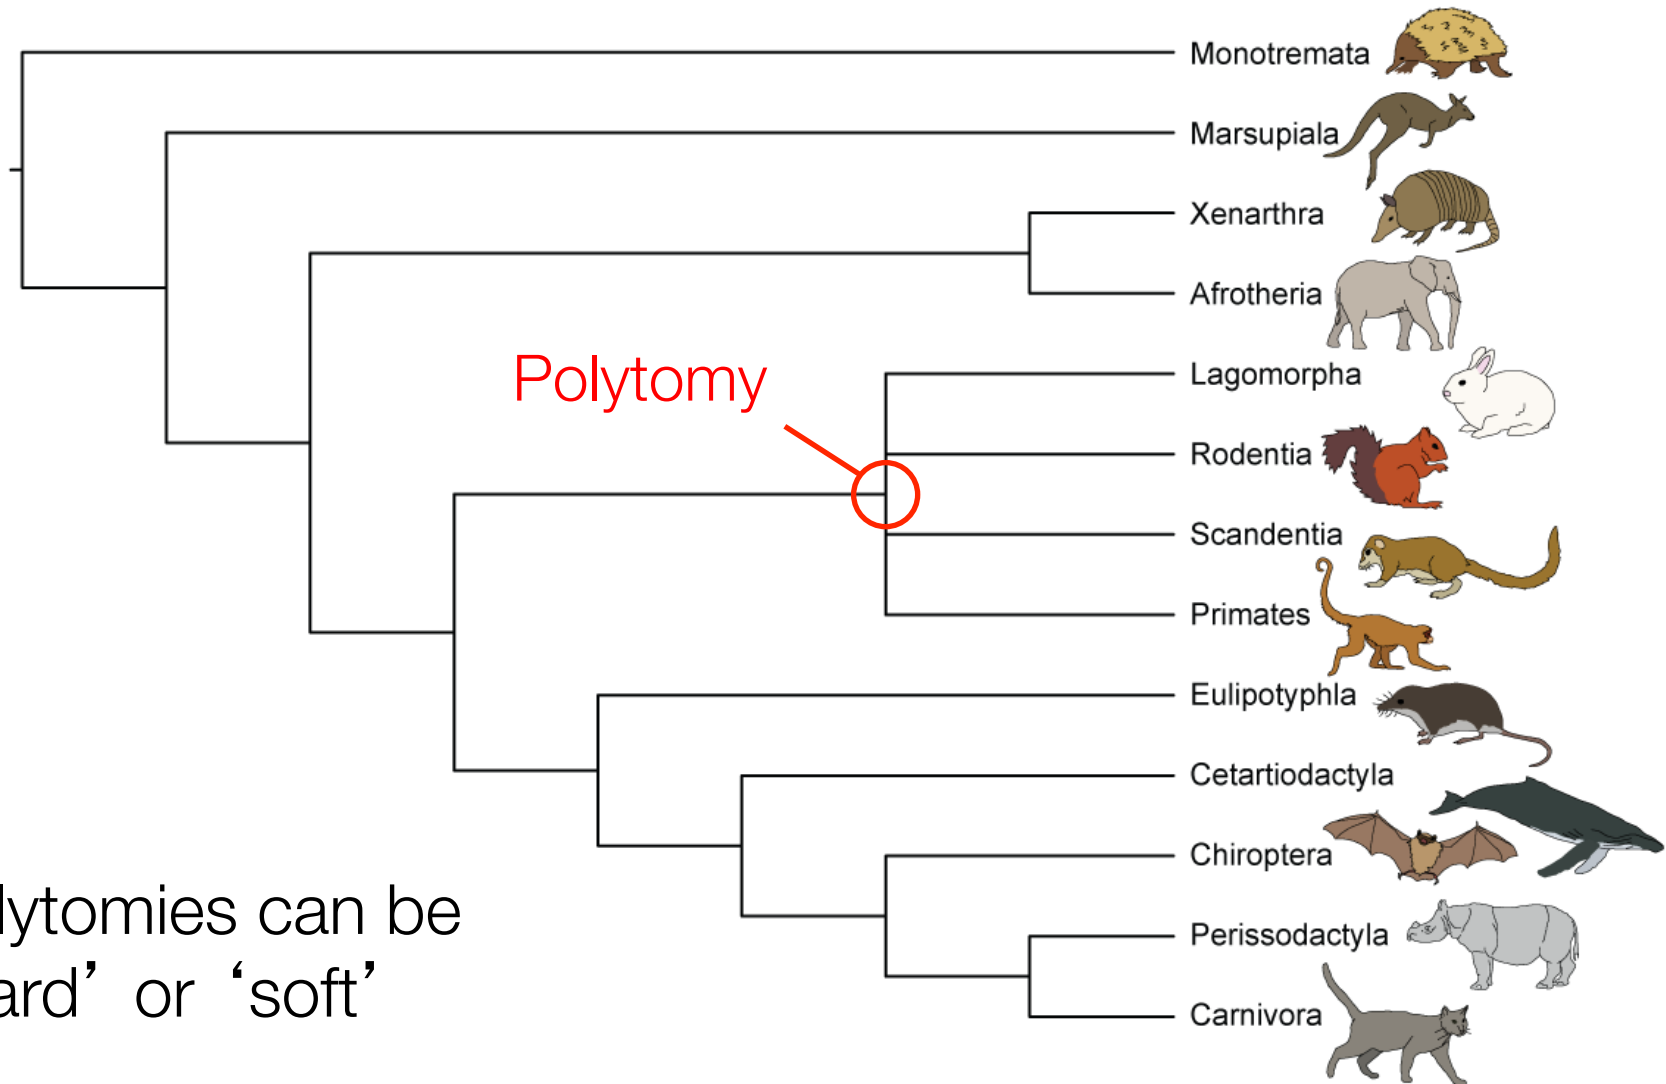 Monotremata
Marsupiala
Xenarthra
Afrotheria
Polytomy
Lagomorpha
Rodentia
Scandentia
Primates
Eulipotyphla
Cetartiodactyla
Chiroptera
Perissodactyla
Carnivora
lytomies can be
ard’ or ‘soft’